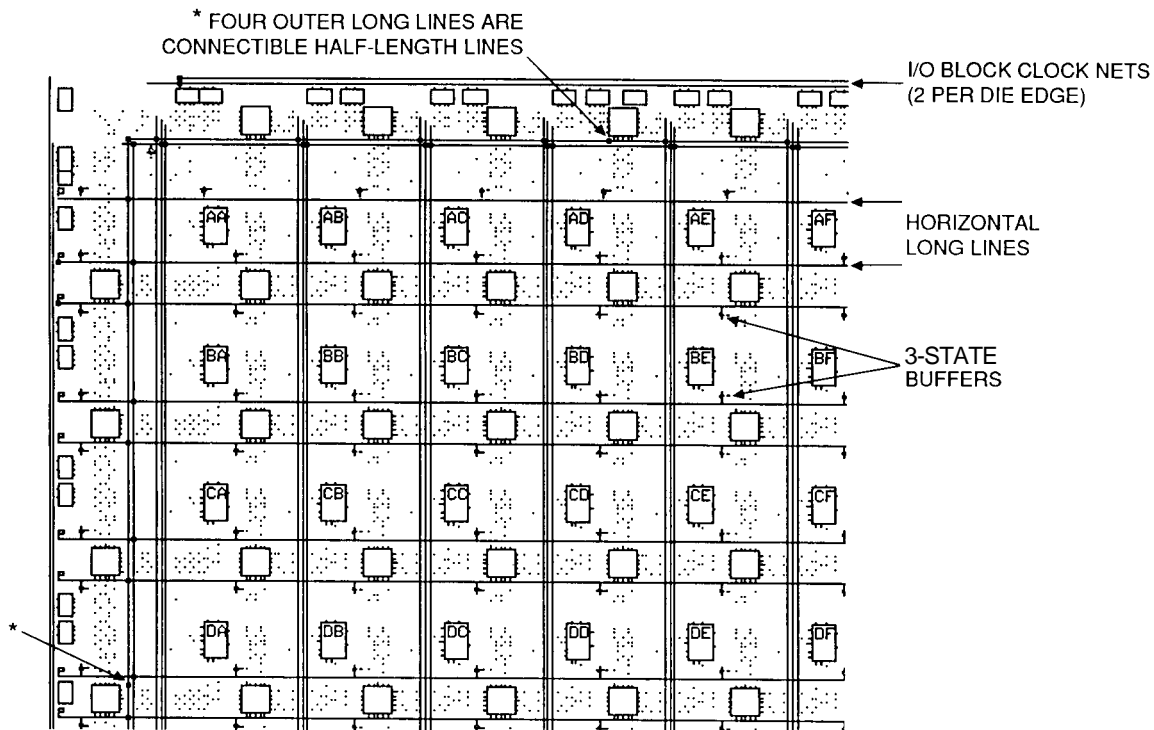 * FOUR OUTER LONG LINES ARE
CONNECTIBLE HALF-LENGTH LINES
I/O BLOCK CLOCK NETS
(2 PER DIE EDGE)
AA AB AC AD AE AF
HORIZONTAL
LONG LINES
BA BB BC BD BE BF
3-STATE
BUFFERS
CA CB CC CD CE CF
*
DA DB DC DD DE DF